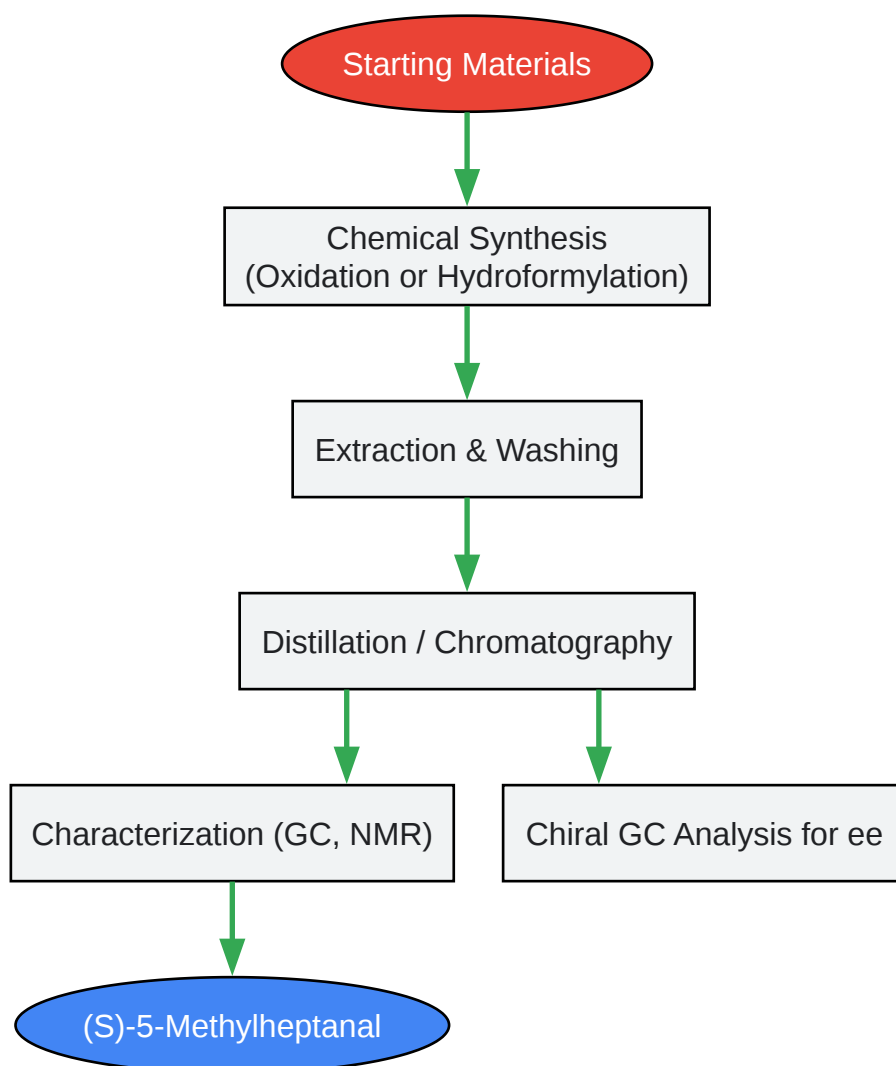 Starting Materials
Chemical Synthesis
(Oxidation or Hydroformylation)
Extraction & Washing
Distillation / Chromatography
Characterization (GC, NMR)
Chiral GC Analysis for ee
(S)-5-Methylheptanal